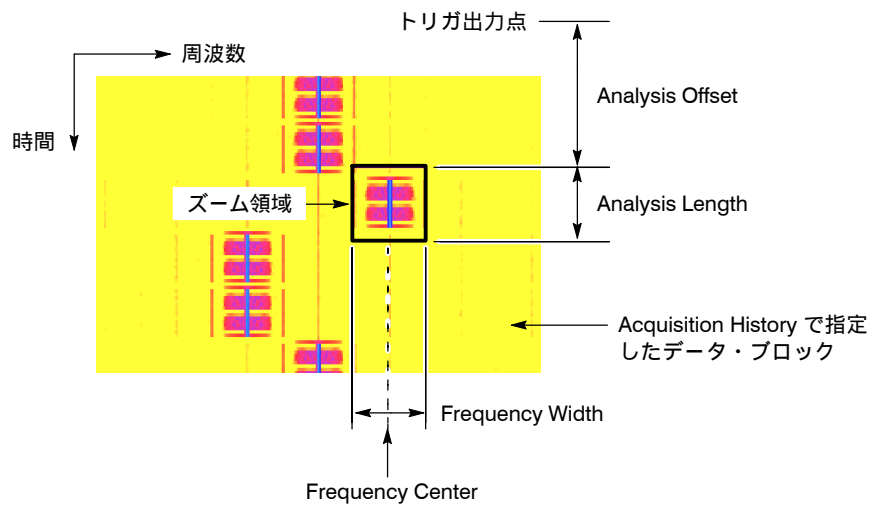 トリガ出力点
周波数
Analysis Offset
時間
ズーム領域
Analysis Length
Acquisition History で指定
したデータ・ブロック
Frequency Width
Frequency Center